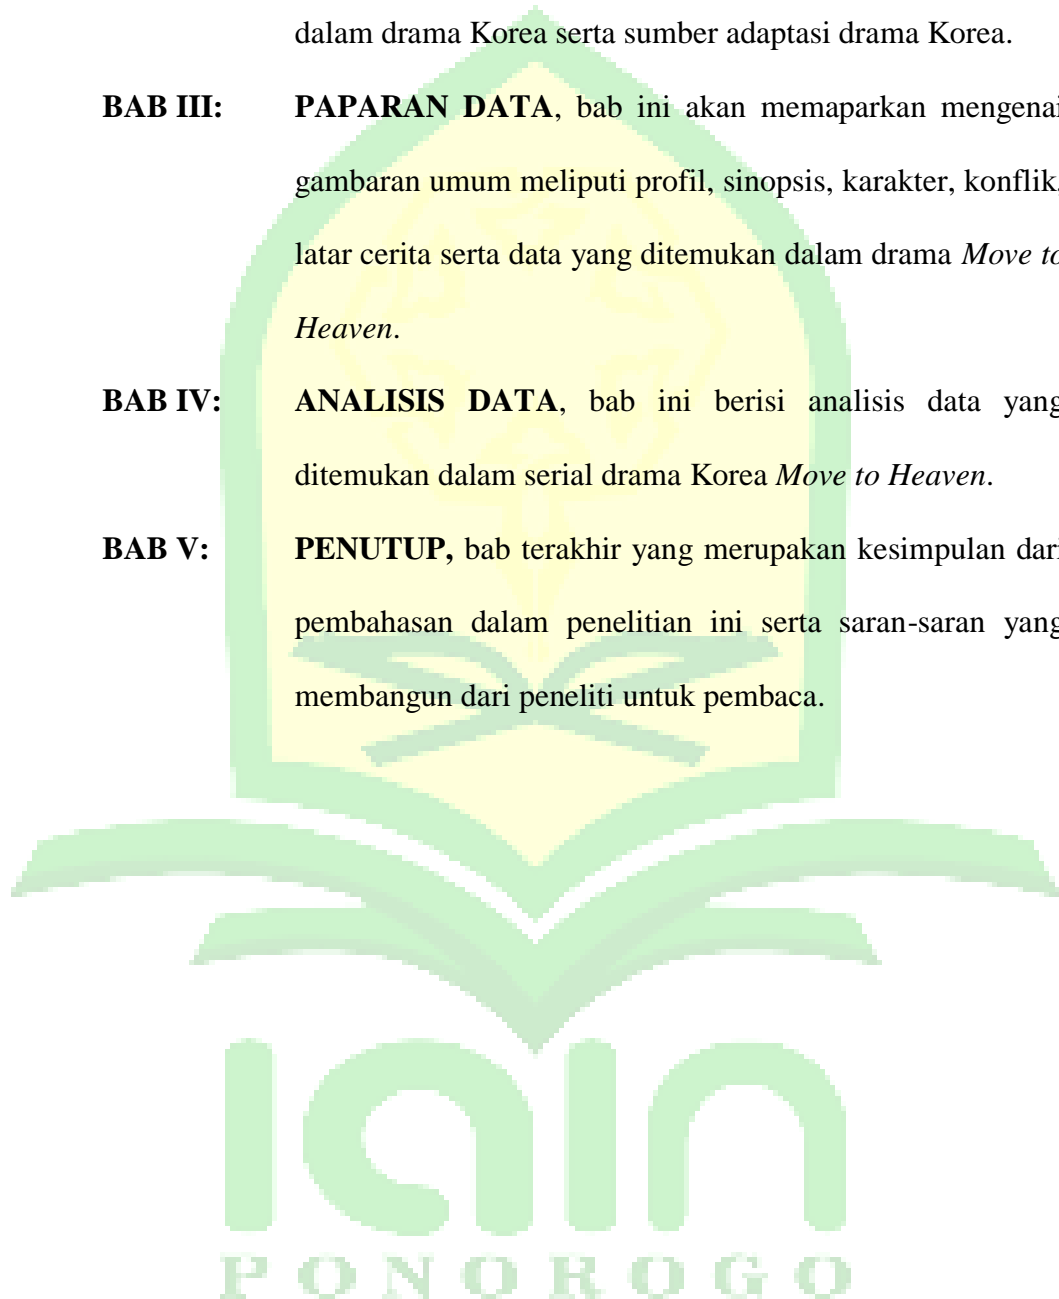 dalam drama Korea serta sumber adaptasi drama Korea.
BAB III: PAPARAN DATA, bab ini akan memaparkan mengenai
gambaran umum meliputi profil, sinopsis, karakter, konflik,
latar cerita serta data yang ditemukan dalam drama Move to
Heaven.
BAB IV: ANALISIS DATA, bab ini berisi analisis data yang
ditemukan dalam serial drama Korea Move to Heaven.
BAB V: PENUTUP, bab terakhir yang merupakan kesimpulan dari
pembahasan dalam penelitian ini serta saran-saran yang
membangun dari peneliti untuk pembaca.
iain
PONOROGO